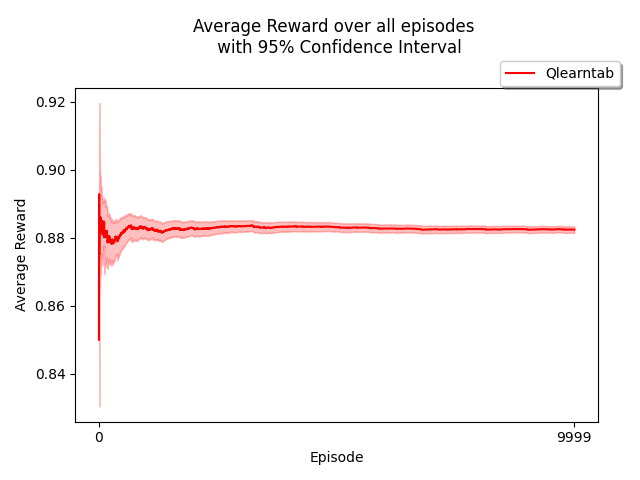 Average Reward over all episodes
with 95% Confidence Interval
Qlearntab
0.92
0.90
0.88
0.86
0.84
Average Reward
0
9999
Episode